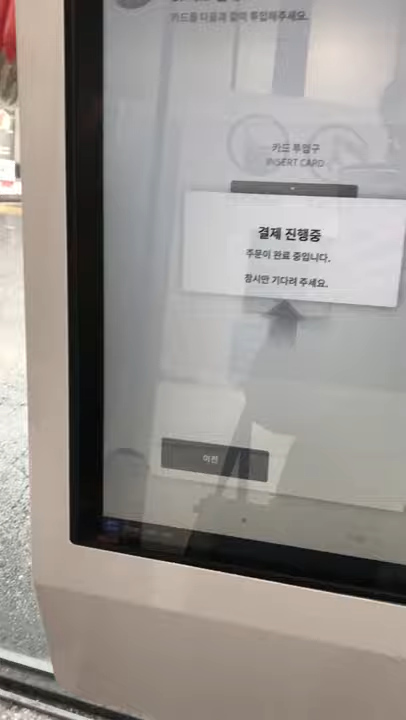 카드를 다음과 같이 투입해주세요.
카드 투입구
INSERT CARD
결제 진행중
주문이 완료 중입니다.
잠시만 기다려 주세요.
이전